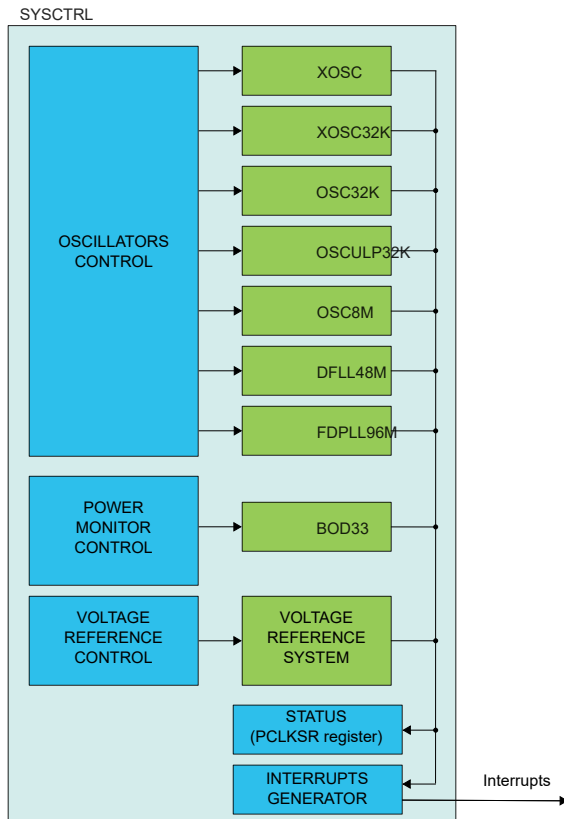 SYSCTRL
OSCILLATORS
CONTROL
XOSC
XOSC32K
OSC32K
OSCULP32K
OSC8M
DFLL48M
FDPLL96M
POWER
MONITOR
CONTROL
BOD33
VOLTAGE
REFERENCE
CONTROL
VOLTAGE
REFERENCE
SYSTEM
STATUS
(PCLKSR register)
INTERRUPTS
GENERATOR
Interrupts